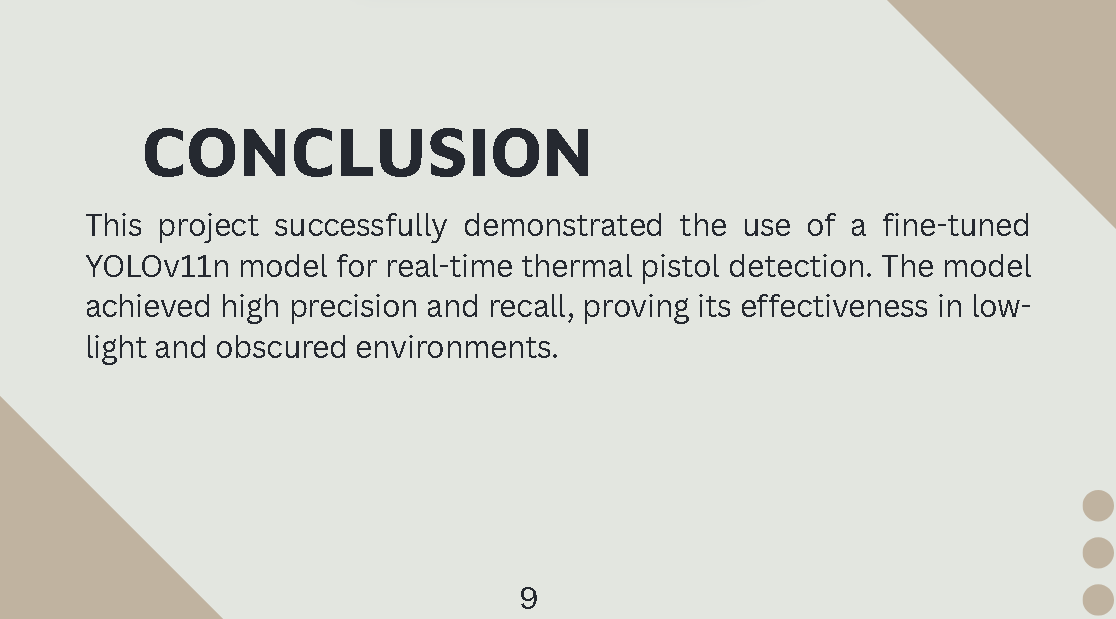 CONCLUSION
This project successfully demonstrated the use of a fine-tuned
YOLOv11n model for real-time thermal pistol detection. The model
achieved high precision and recall, proving its effectiveness in low-
light and obscured environments.
9